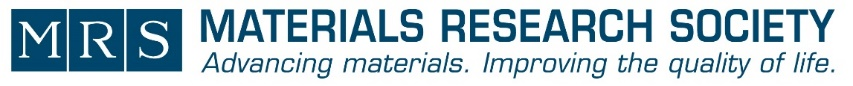 MRS MATERIALS RESEARCH SOCIETY
Advancing materials. Improving the quality of life.